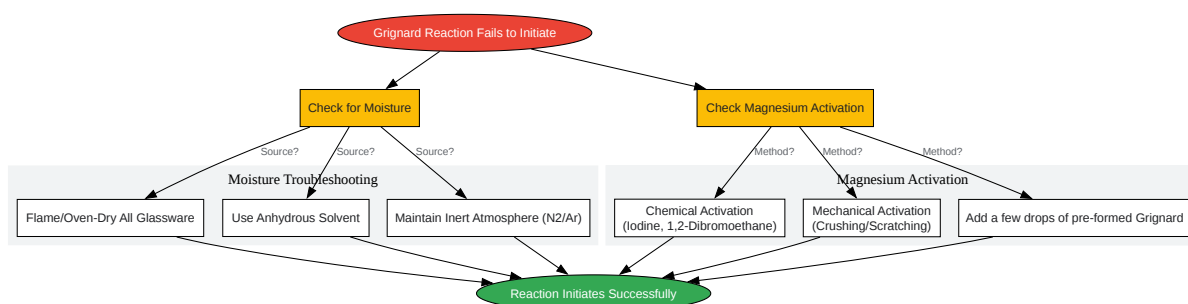 Grignard Reaction Fails to Initiate
Check for Moisture
Check Magnesium Activation
Source?
Source?
Source?
Method?
Method?
Method?
Moisture Troubleshooting
Magnesium Activation
Flame/Oven-Dry All Glassware
Use Anhydrous Solvent
Maintain Inert Atmosphere (N2/Ar)
Chemical Activation
(Iodine, 1,2-Dibromoethane)
Mechanical Activation
(Crushing/Scratching)
Add a few drops of pre-formed Grignard
Reaction Initiates Successfully